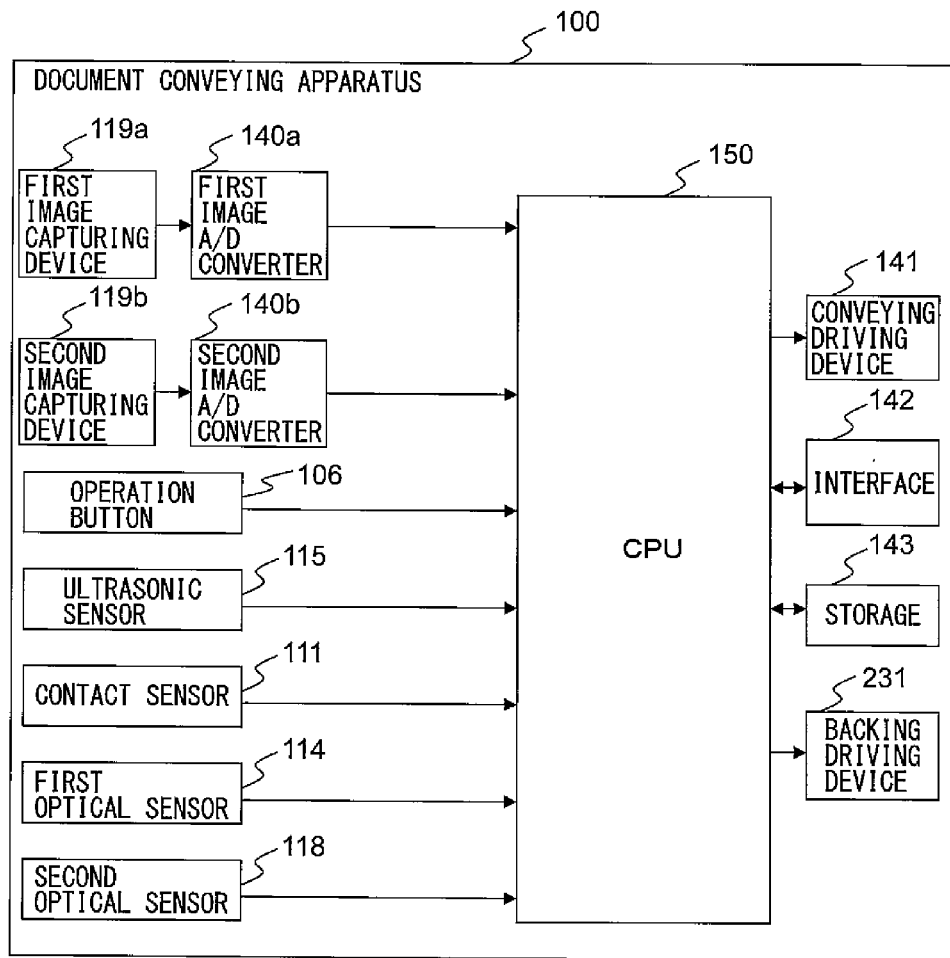 100
DOCUMENT CONVEYING APPARATUS
119a
FIRST
IMAGE
CAPTURING
DEVICE
140a
FIRST
IMAGE
A/D
CONVERTER
150
CPU
119b
SECOND
IMAGE
CAPTURING
DEVICE
140b
SECOND
IMAGE
A/D
CONVERTER
106
OPERATION
BUTTON
115
ULTRASONIC
SENSOR
111
CONTACT SENSOR
114
FIRST
OPTICAL SENSOR
118
SECOND
OPTICAL SENSOR
141
CONVEYING
DRIVING
DEVICE
142
INTERFACE
143
STORAGE
231
BACKING
DRIVING
DEVICE